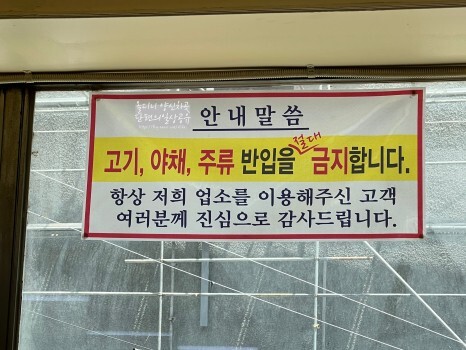 안내말씀
고기, 야채, 주류 반입을 절대 금지합니다.
항상 저희 업소를 이용해주신 고객
여러분께 진심으로 감사드립니다.